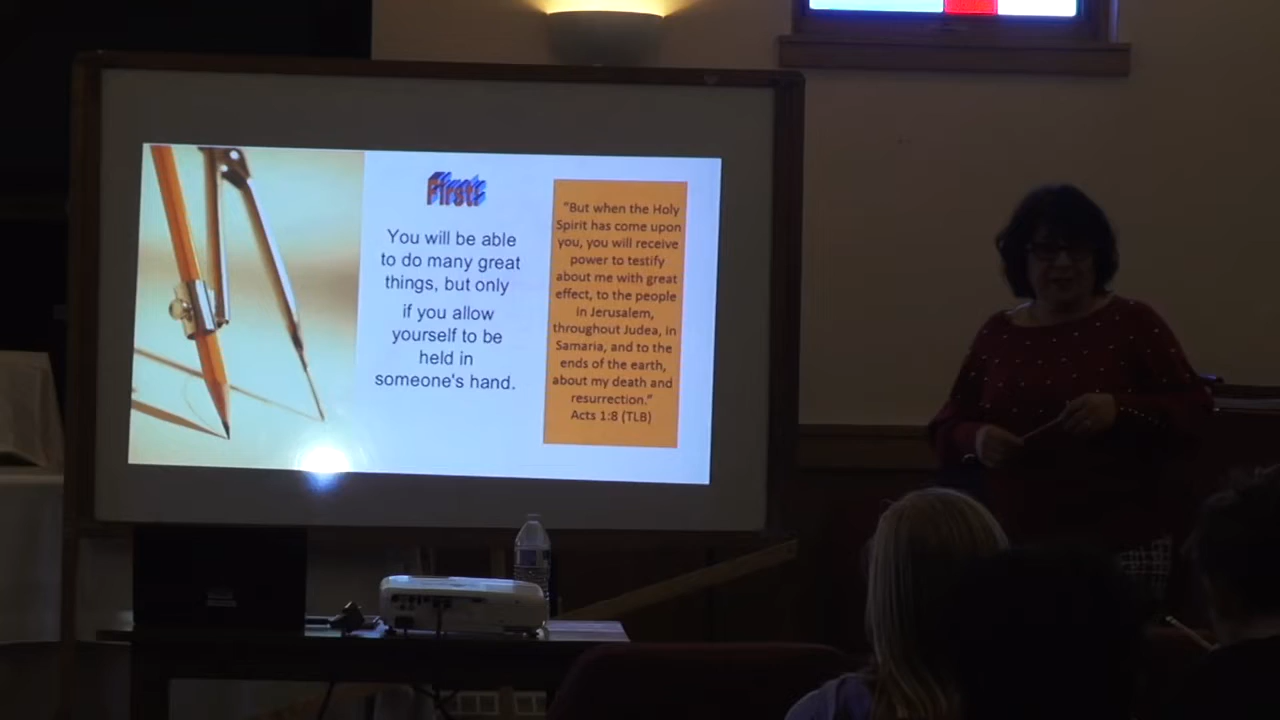 First:
You will be able
to do many great
things, but only
if you allow
yourself to be
held in
someone's hand.
“But when the Holy
Spirit has come upon
you, you will receive
power to testify
about me with great
effect, to the people
in Jerusalem,
throughout Judea, in
Samaria, and to the
ends of the earth,
about my death and
resurrection.”
Acts 1:8 (TLB)